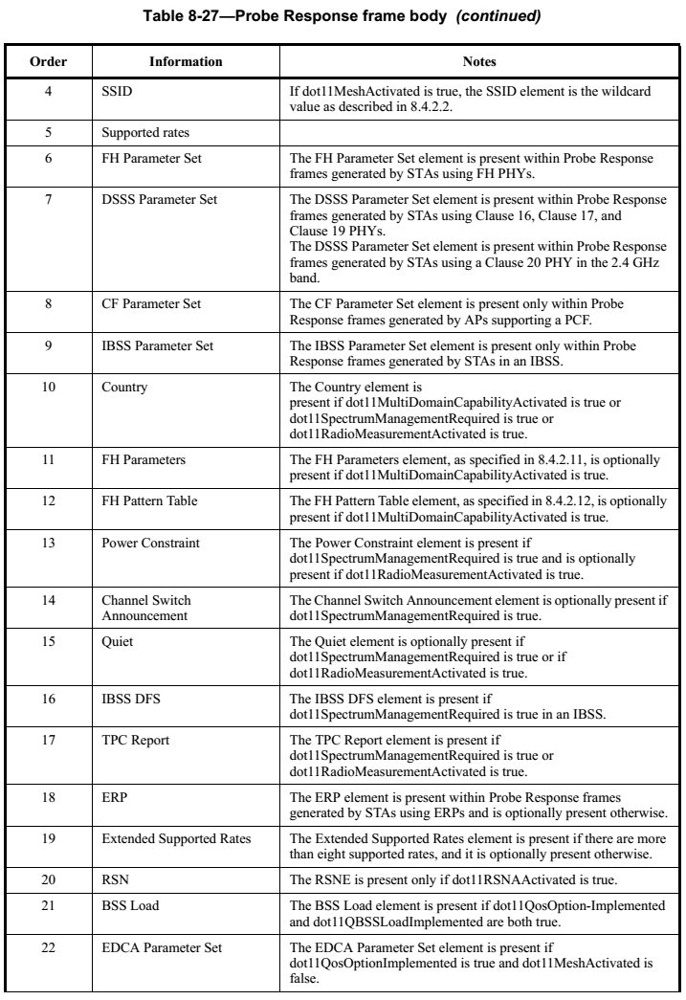 Table 8-27—Probe Response frame body (continued)
Order Information Notes
4 SSID If dot11MeshActivated is true, the SSID element is the wildcard
value as described in 8.4.2.2.
5 Supported rates
6 FH Parameter Set The FH Parameter Set element is present within Probe Response
frames generated by STAs using FH PHYs.
7 DSSS Parameter Set The DSSS Parameter Set element is present within Probe Response
frames generated by STAs using Clause 16, Clause 17, and
Clause 19 PHYs.
The DSSS Parameter Set element is present within Probe Response
frames generated by STAs using a Clause 20 PHY in the 2.4 GHz
band.
8 CF Parameter Set The CF Parameter Set element is present only within Probe
Response frames generated by APs supporting a PCF.
9 IBSS Parameter Set The IBSS Parameter Set element is present only within Probe
Response frames generated by STAs in an IBSS.
10 Country The Country element is
present if dot11MultiDomainCapabilityActivated is true or
dot11SpectrumManagementRequired is true or
dot11RadioMeasurementActivated is true.
11 FH Parameters The FH Parameters element, as specified in 8.4.2.11, is optionally
present if dot11MultiDomainCapabilityActivated is true.
12 FH Pattern Table The FH Pattern Table element, as specified in 8.4.2.12, is optionally
present if dot11MultiDomainCapabilityActivated is true.
13 Power Constraint The Power Constraint element is present if
dot11SpectrumManagementRequired is true and is optionally
present if dot11RadioMeasurementActivated is true.
14 Channel Switch The Channel Switch Announcement element is optionally present if
Announcement dot11SpectrumManagementRequired is true.
15 Quiet The Quiet element is optionally present if
dot11SpectrumManagementRequired is true or if
dot11RadioMeasurementActivated is true.
16 IBSS DFS The IBSS DFS element is present if
dot11SpectrumManagementRequired is true in an IBSS.
17 TPC Report The TPC Report element is present if
dot11SpectrumManagementRequired is true or
dot11RadioMeasurementActivated is true.
18 ERP The ERP element is present within Probe Response frames
generated by STAs using ERPs and is optionally present otherwise.
19 Extended Supported Rates The Extended Supported Rates element is present if there are more
than eight supported rates, and it is optionally present otherwise.
20 RSN The RSNE is present only if dot11RSNAActivated is true.
21 BSS Load The BSS Load element is present if dot11QosOption-Implemented
and dot11QBSSLoadImplemented are both true.
22 EDCA Parameter Set The EDCA Parameter Set element is present if
dot11QosOptionImplemented is true and dot11MeshActivated is
false.